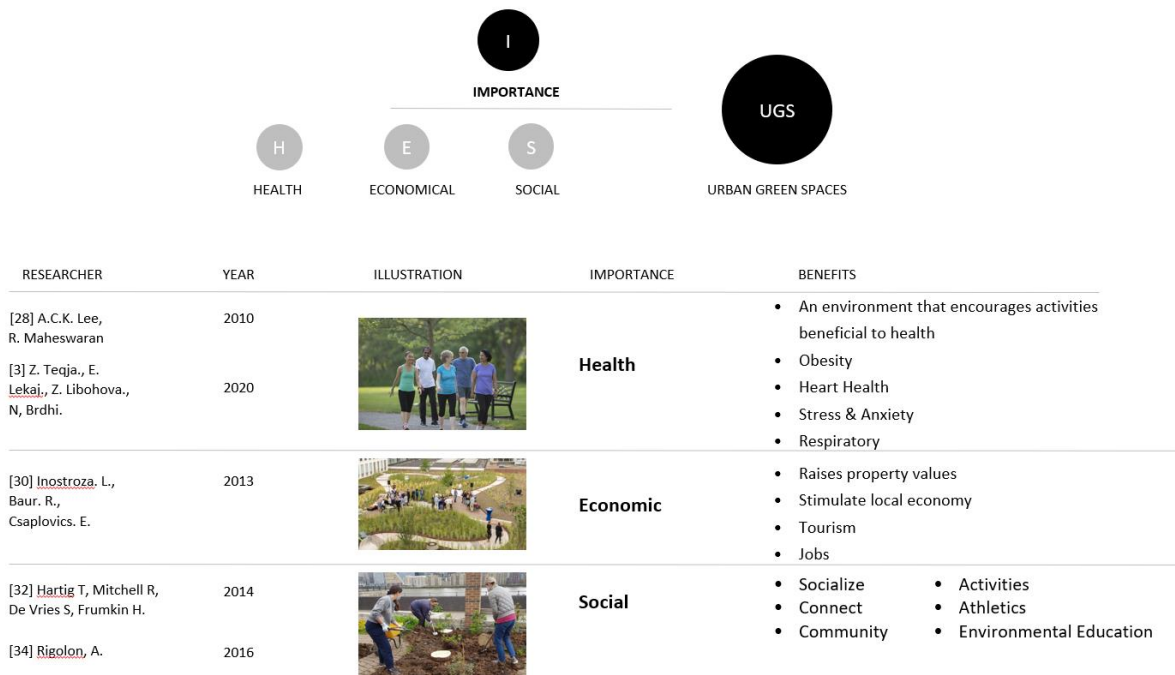 I
IMPORTANCE
UGS
H
E
S
HEALTH
ECONOMICAL
SOCIAL
URBAN GREEN SPACES
RESEARCHER
YEAR
ILLUSTRATION
IMPORTANCE
BENEFITS
[28] A.C.K. Lee,
R. Maheswaran
2010
[3] Z. Teqja., E.
Lekaj., Z. Libohova.,
N, Brdhi.
2020
Health
• An environment that encourages activities
beneficial to health
• Obesity
• Heart Health
• Stress & Anxiety
• Respiratory
[30] Inostroza. L.,
Baur. R.,
Csaplovics. E.
2013
Economic
• Raises property values
• Stimulate local economy
• Tourism
• Jobs
[32] Hartig T, Mitchell R,
De Vries S, Frumkin H.
2014
[34] Rigolon, A.
2016
Social
• Socialize
• Connect
• Community
• Activities
• Athletics
• Environmental Education